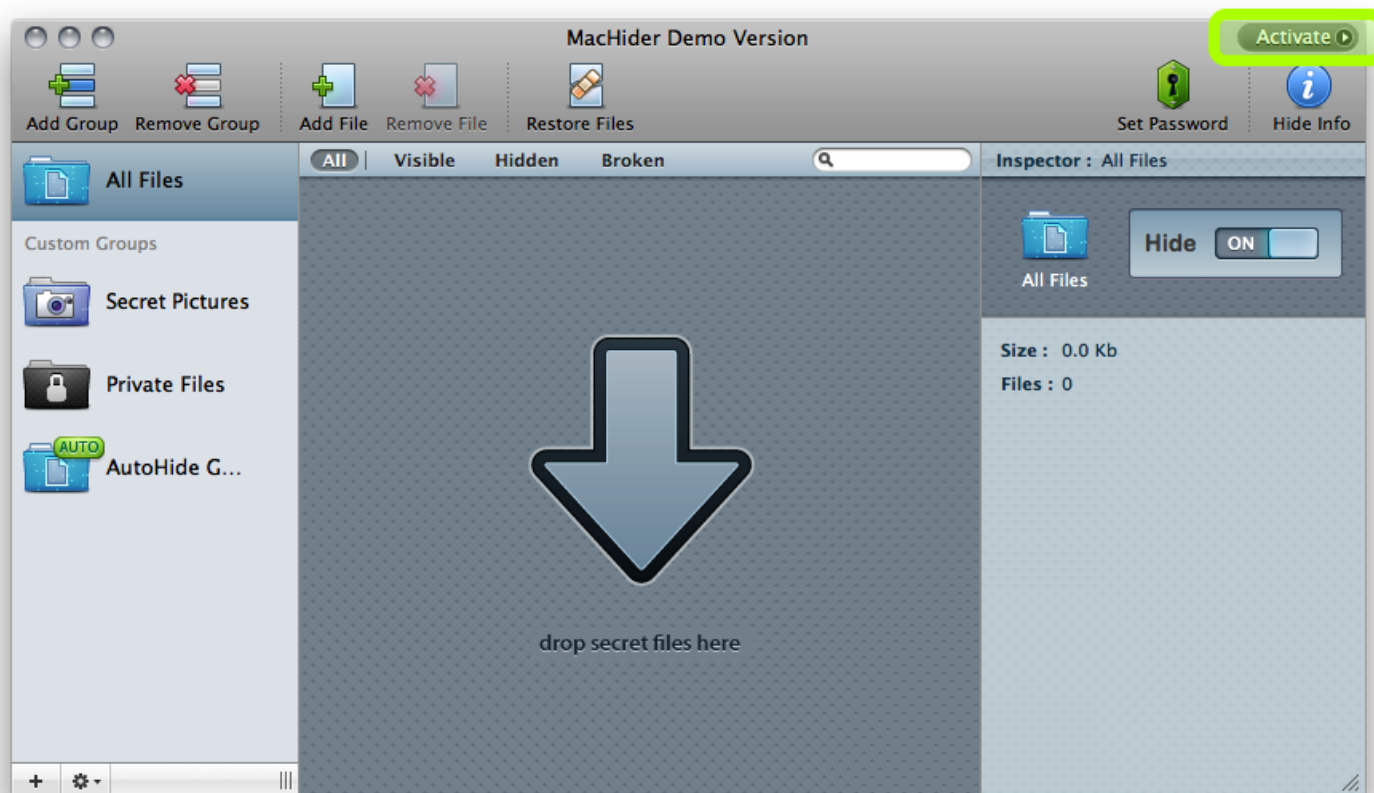 MacHider Demo Version
Activate
Add Group Remove Group Add File Remove File Restore Files Set Password Hide Info
All Files
All | Visible Hidden Broken
Inspector : All Files
Custom Groups
Secret Pictures
Private Files
AUTO
AutoHide G...
drop secret files here
All Files
Hide ON
Size : 0.0 Kb
Files : 0